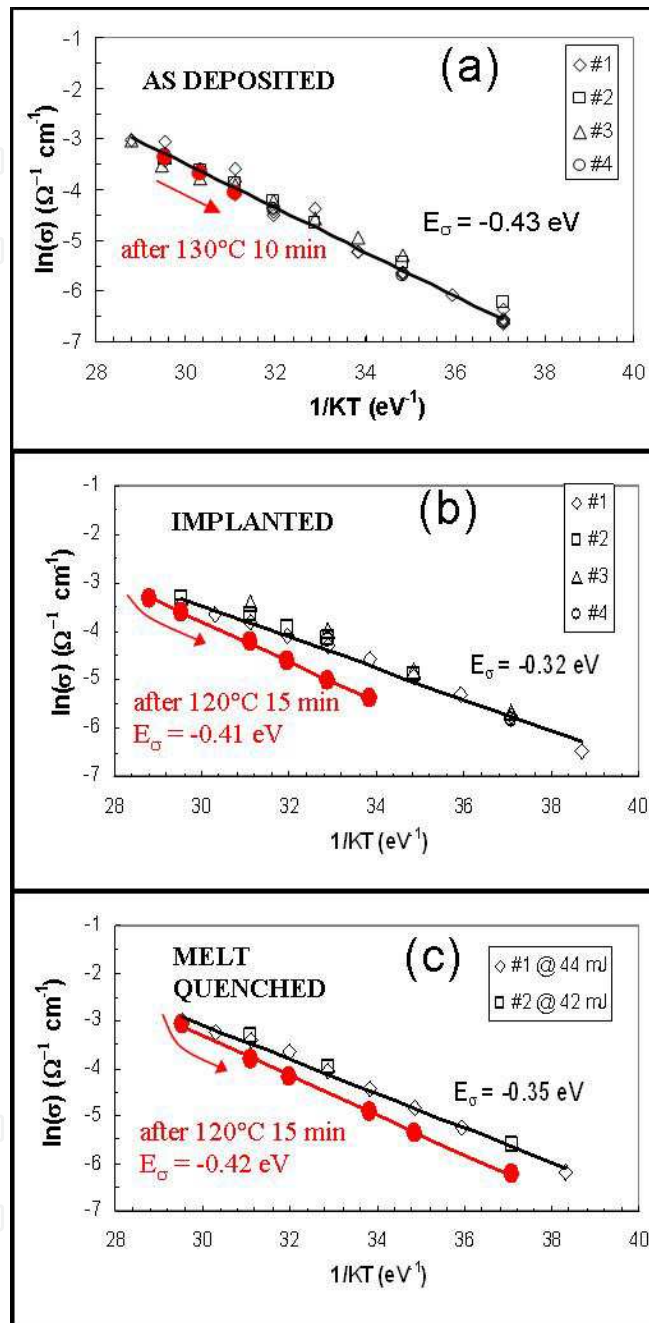 (a)
AS DEPOSITED
#1
#2
#3
#4
E_σ = -0.43 eV
after 130°C 10 min
ln(σ) (Ω⁻¹ cm⁻¹)
-1
-2
-3
-4
-5
-6
-7
28 30 32 34 36 38 40
1/KT (eV⁻¹)
(b)
IMPLANTED
#1
#2
#3
#4
E_σ = -0.32 eV
after 120°C 15 min
E_σ = -0.41 eV
ln(σ) (Ω⁻¹ cm⁻¹)
-1
-2
-3
-4
-5
-6
-7
28 30 32 34 36 38 40
1/KT (eV⁻¹)
(c)
MELT
QUENCHED
#1 @ 44 mJ
#2 @ 42 mJ
E_σ = -0.35 eV
after 120°C 15 min
E_σ = -0.42 eV
ln(σ) (Ω⁻¹ cm⁻¹)
-1
-2
-3
-4
-5
-6
-7
28 30 32 34 36 38 40
1/KT (eV⁻¹)